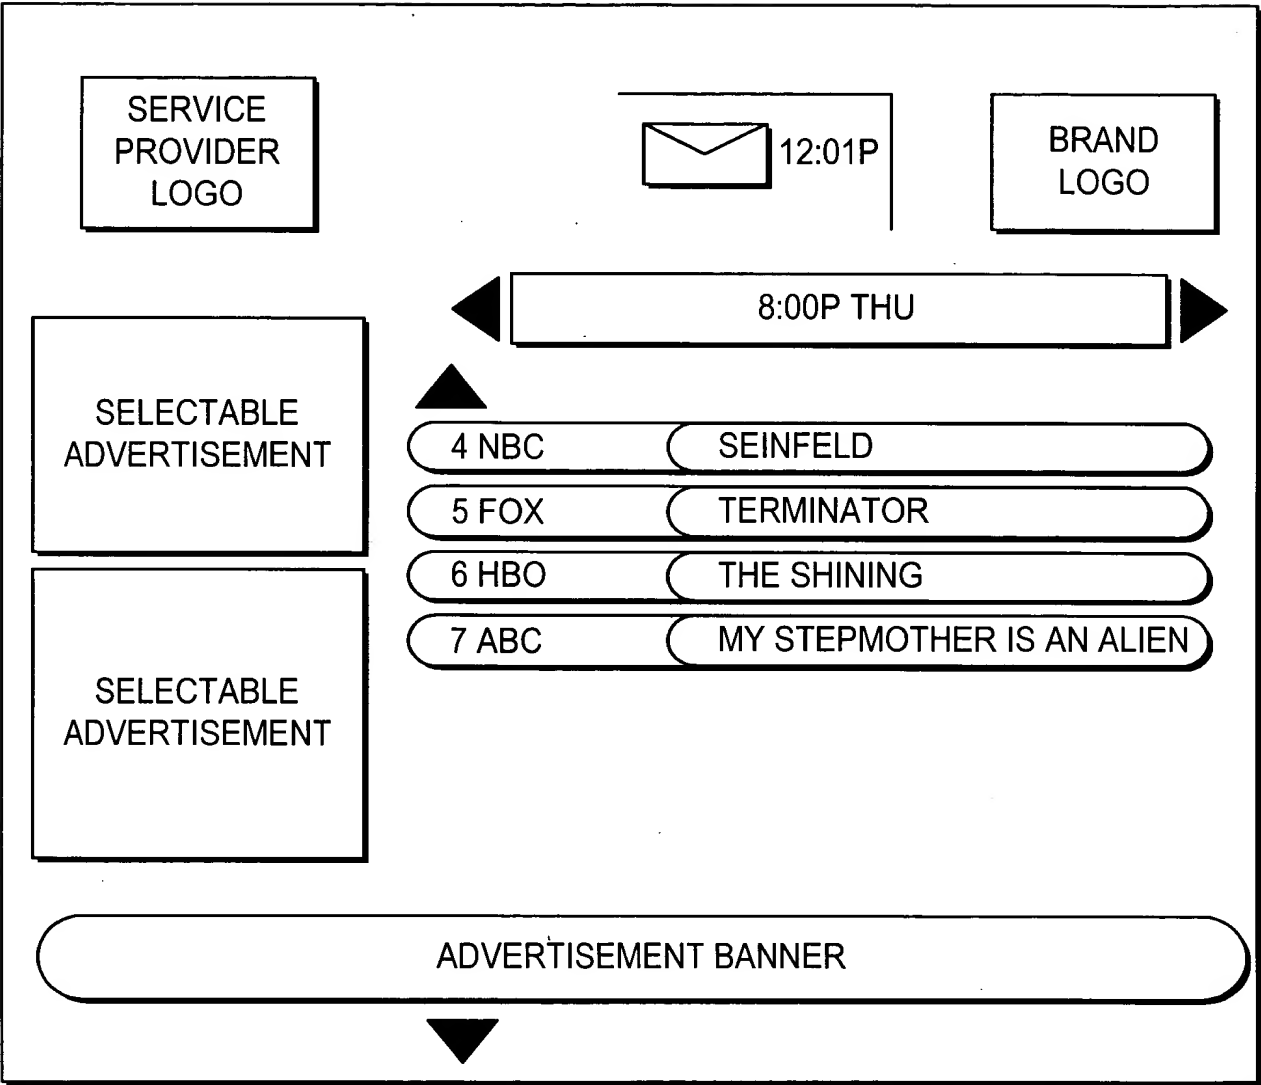 SERVICE
PROVIDER
LOGO
12:01P
BRAND
LOGO
8:00P THU
SELECTABLE
ADVERTISEMENT
4 NBC SEINFELD
5 FOX TERMINATOR
6 HBO THE SHINING
7 ABC MY STEPMOTHER IS AN ALIEN
SELECTABLE
ADVERTISEMENT
ADVERTISEMENT BANNER